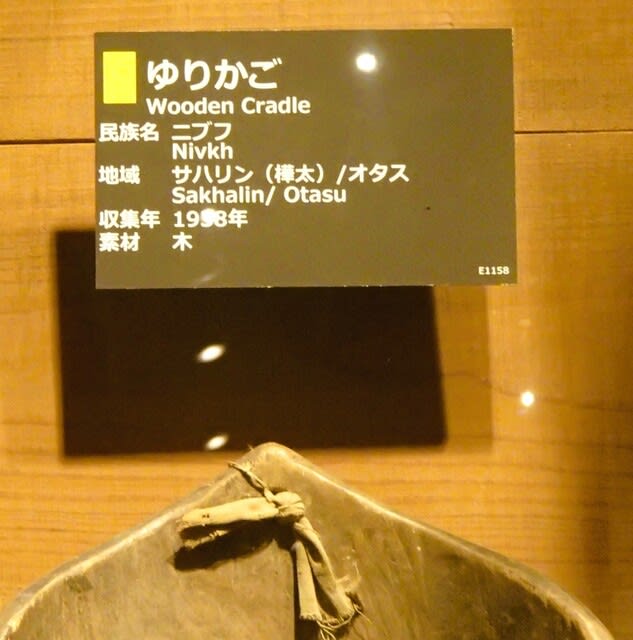 ゆりかご
Wooden Cradle
民族名 ニブフ
Nivkh
地域 サハリン（樺太）/オタス
Sakhalin/ Otasu
収集年
素材 木
E1158